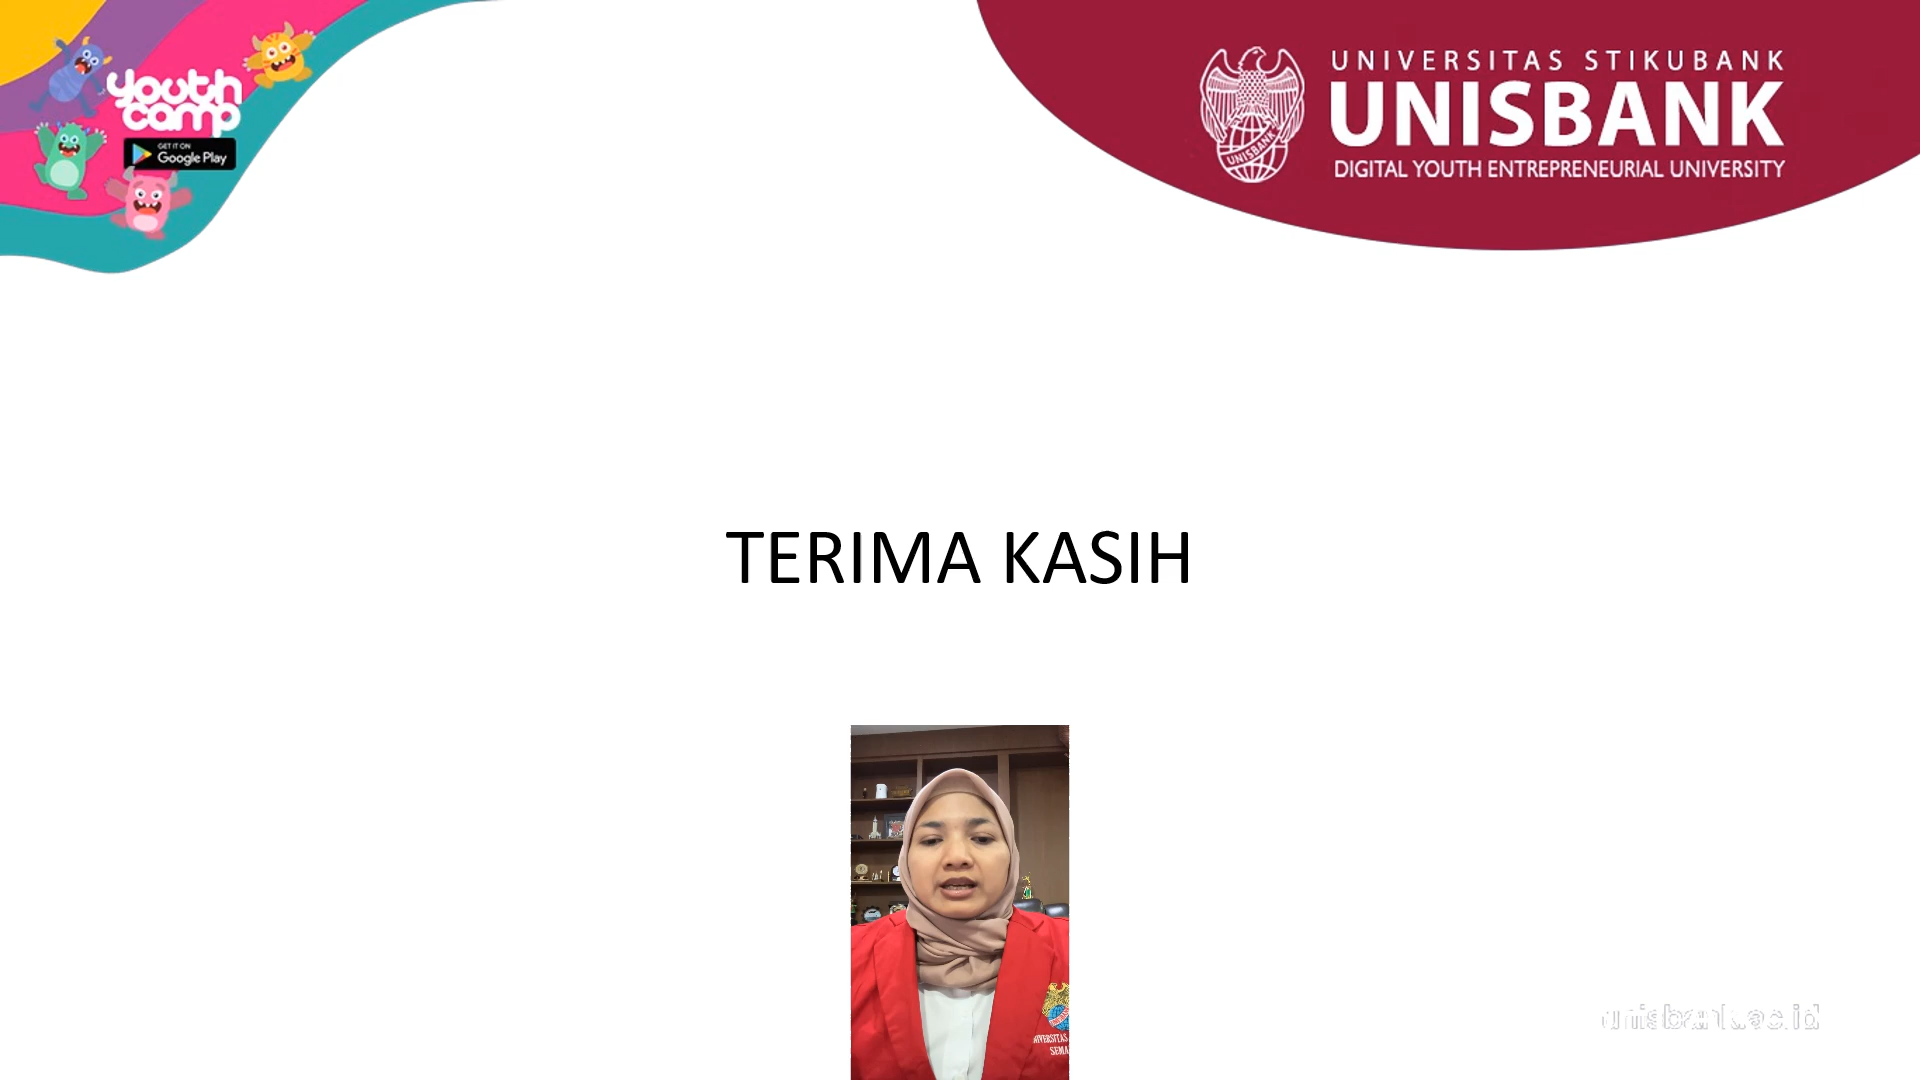 youth
camp
GET IT ON
Google Play
UNIVERSITAS STIKUBANK
UNISBANK
DIGITAL YOUTH ENTREPRENEURIAL UNIVERSITY
UNISBANK
TERIMA KASIH
unisbank.ac.id